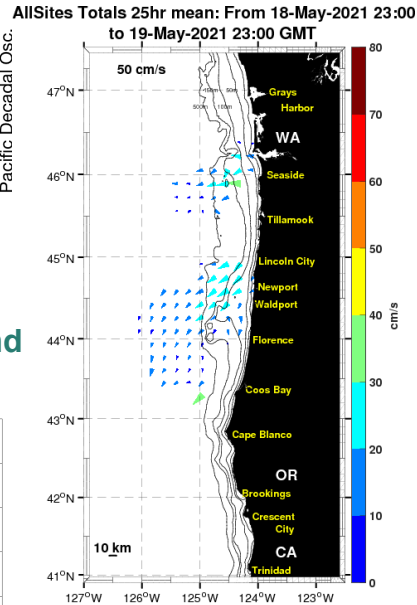 AllSites Totals 25hr mean: From 18-May-2021 23:00
to 19-May-2021 23:00 GMT
Pacific Decadal Osc.
nd
50 cm/s
10 km
47°N
46°N
45°N
44°N
43°N
42°N
41°N
127°W
126°W
125°W
124°W
123°W
50m
500m
Grays
Harbor
WA
Seaside
Tillamook
Lincoln City
Newport
Waldport
Florence
Coos Bay
Cape Blanco
OR
Brookings
Crescent
City
CA
Trinidad
80
70
60
50
40
30
20
10
0
cm/s